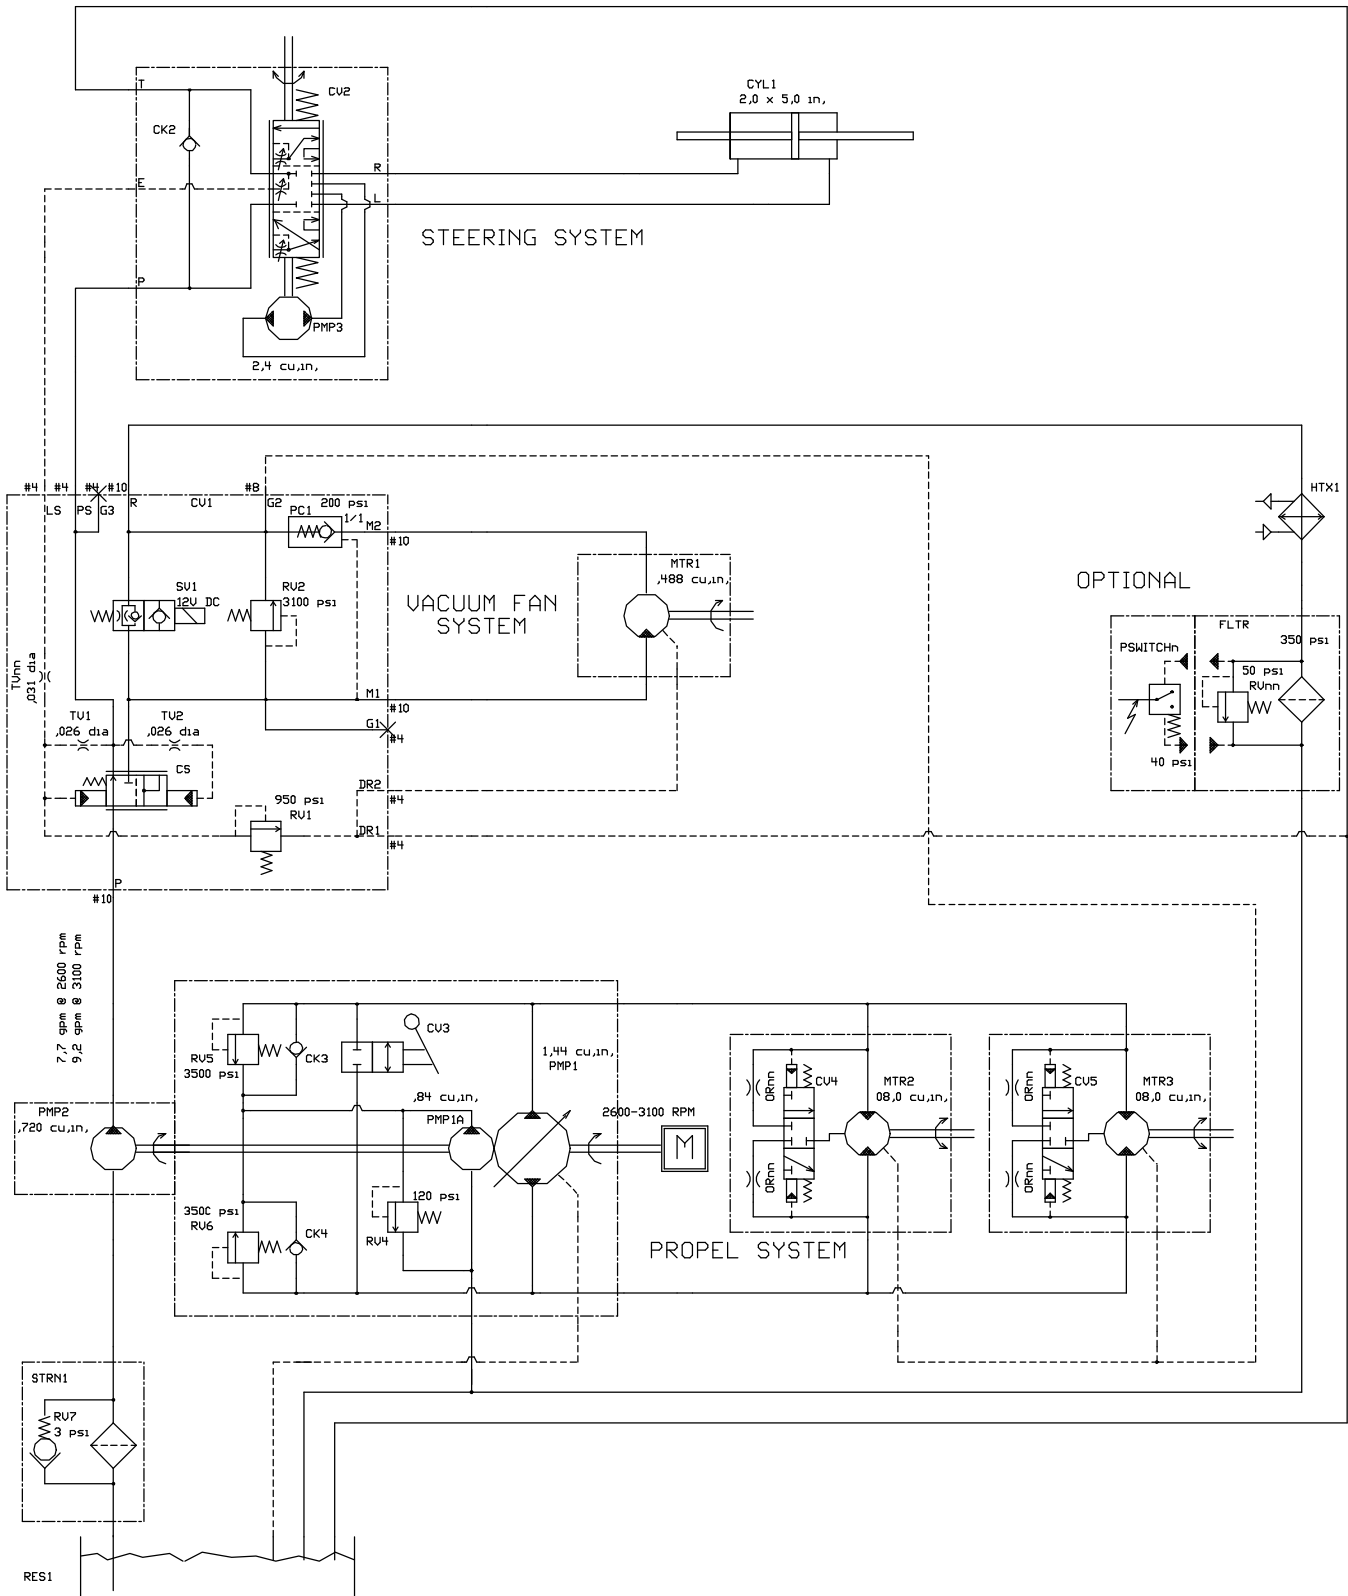 CYL1
2,0 x 5,0 in,
T
CV2
CK2
R
E
L
STEERING SYSTEM
P
PMP3
2,4 cu,in,
#4 #4 #4 #10 #8
LS PS G3 R CV1 G2 200 psi
PC1 1/1 M2
#10
HTX1
SV1
12V DC
RV2
3100 psi
VACUUM FAN
SYSTEM
MTR1
,488 cu,in,
OPTIONAL
PSWITCHn
FLTR
350 psi
50 psi
RVnn
40 psi
TVnn
,031 dia
M1
#10
TV1
,026 dia
TV2
,026 dia
G1
#4
CS
DR2
#4
950 psi
RV1
DR1
#4
P
#10
7,7 gpm @ 2600 rpm
9,2 gpm @ 3100 rpm
RV5
3500 psi
CK3
CV3
1,44 cu,in,
PMP1
,84 cu,in,
PMP1A
2600-3100 RPM
M
PMP2
,720 cu,in,
ORnn
CV4
MTR2
08,0 cu,in,
ORnn
ORnn
CV5
MTR3
08,0 cu,in,
ORnn
350C psi
RV6
CK4
120 psi
RV4
PROPEL SYSTEM
STRN1
RV7
3 psi
RES1